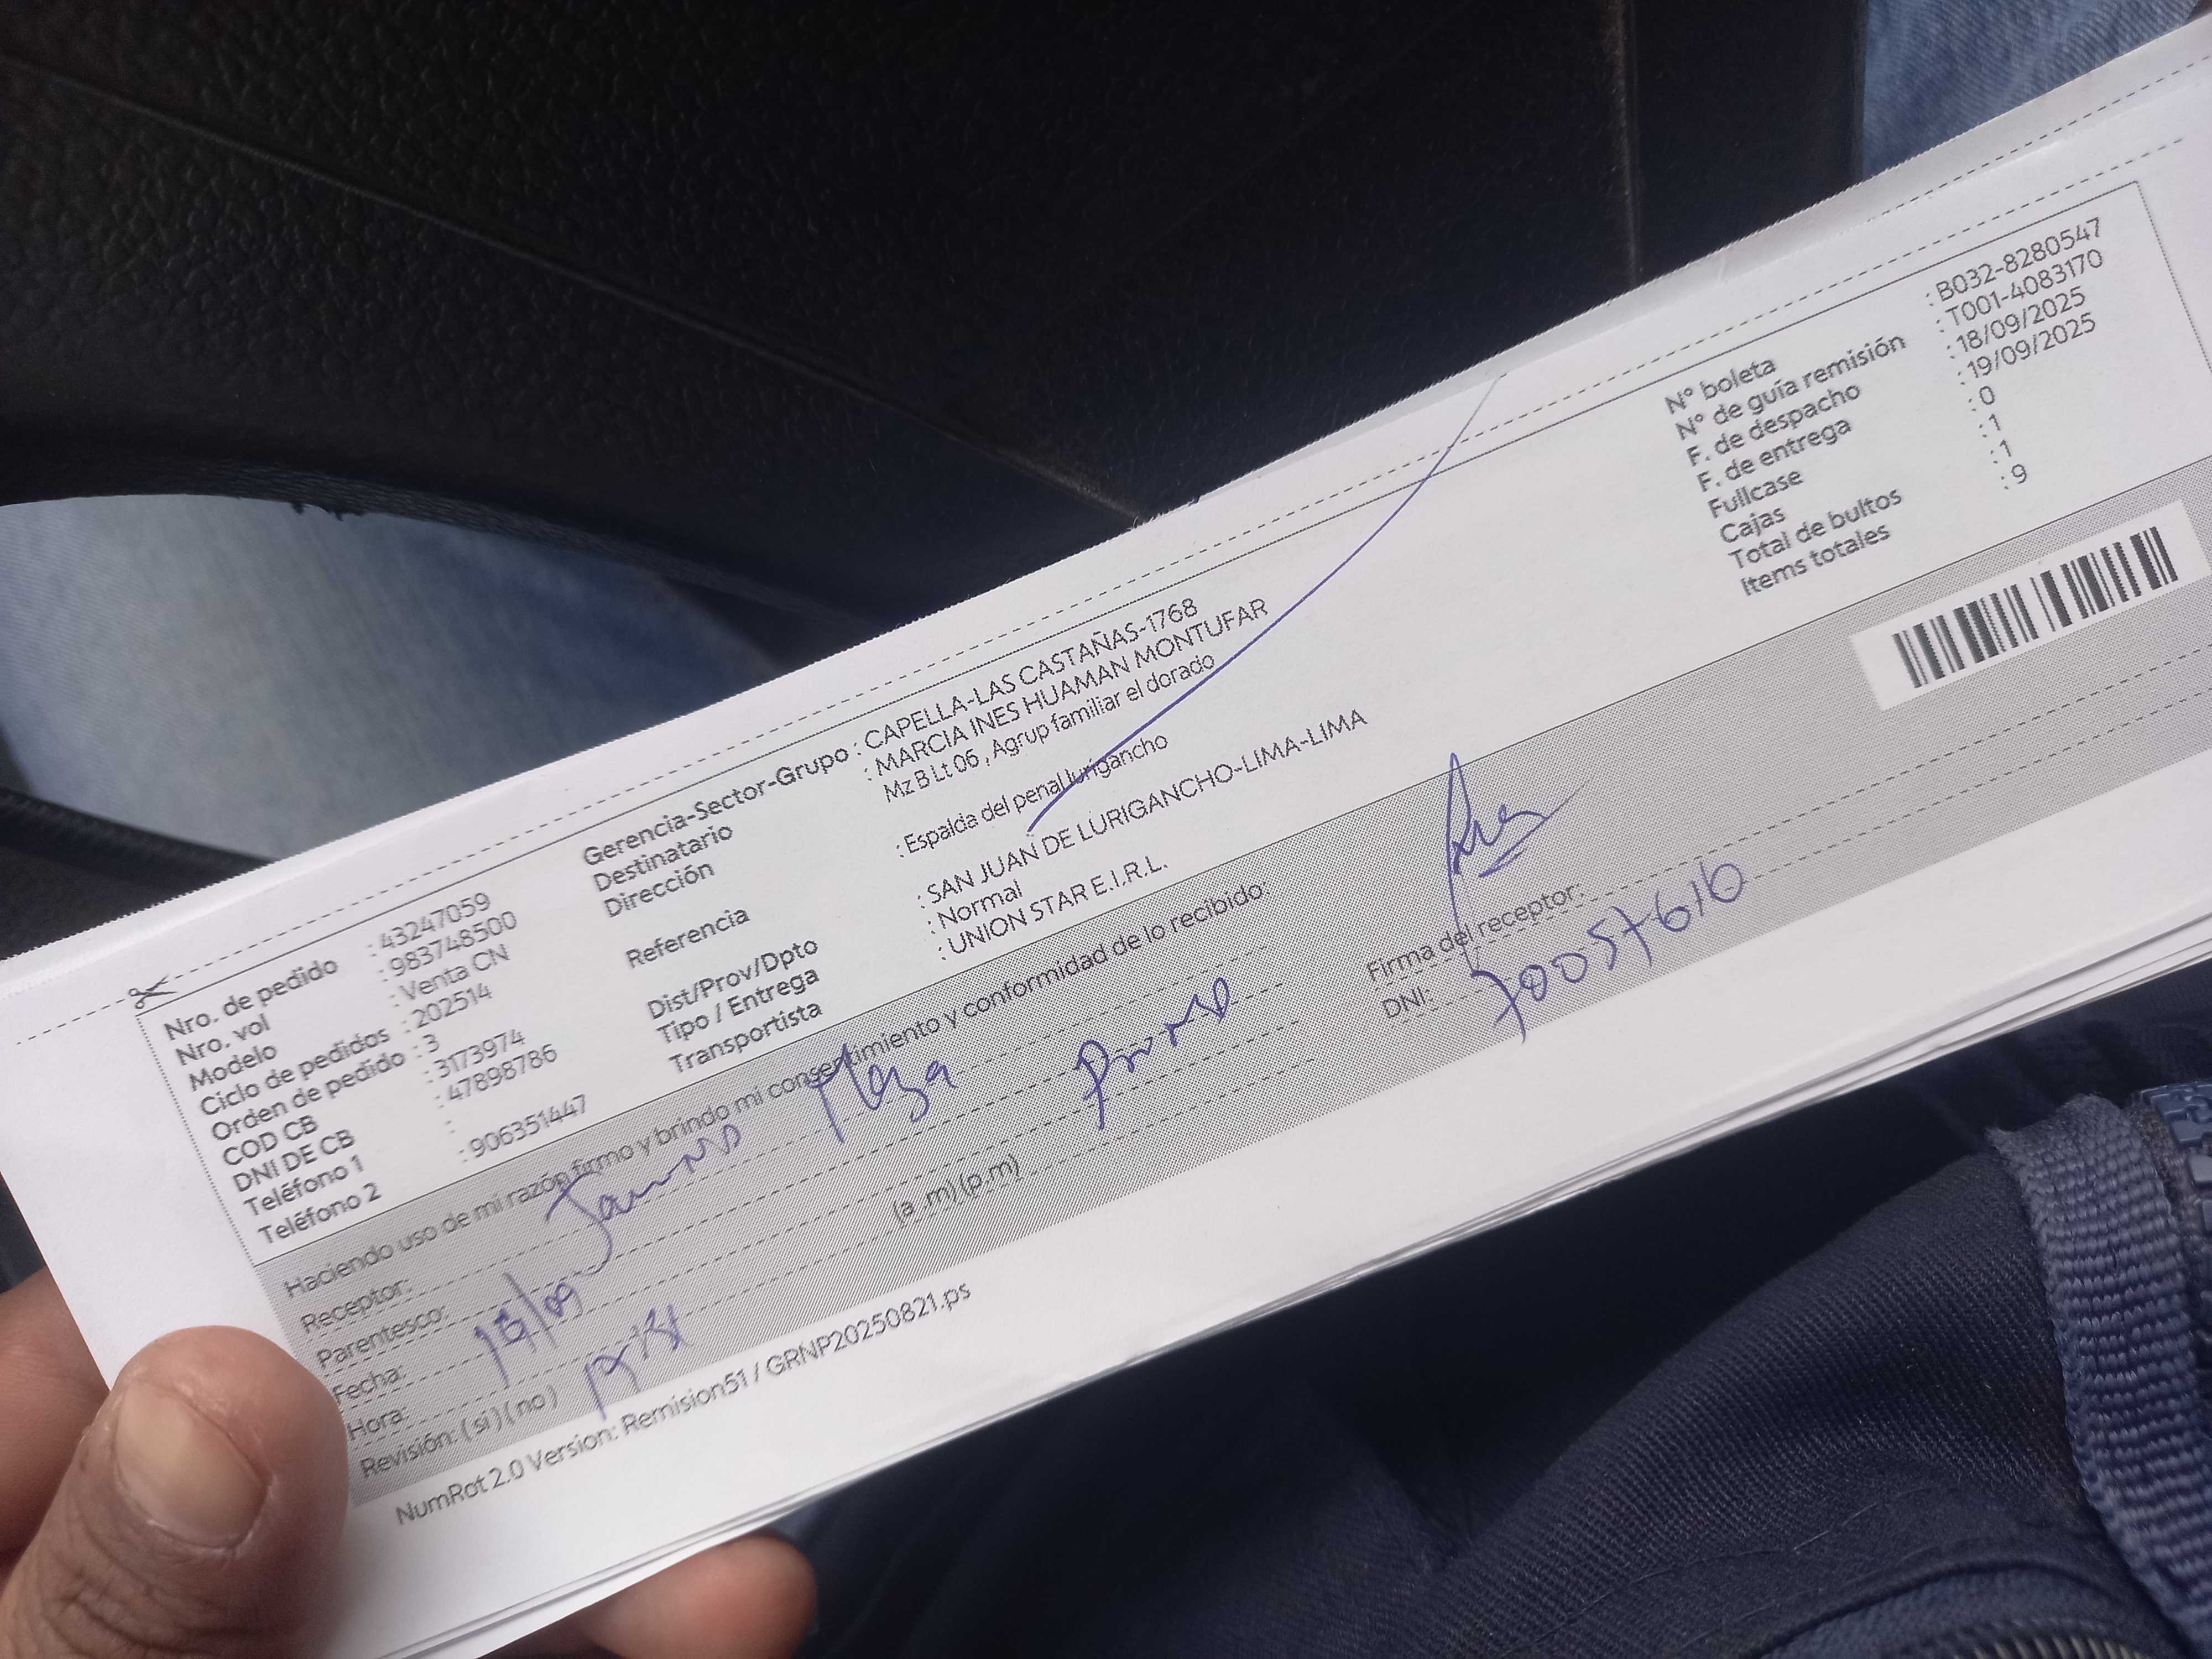 Nro. de pedido : 43247059
Nro. vol : 983748500
Modelo : Venta CN
Ciclo de pedidos : 202514
Orden de pedido : 3
COD CB : 3173974
DNI DE CB : 47898786
Teléfono 1 :
Teléfono 2 : 906351447
Gerencia-Sector-Grupo : CAPELLA-LAS CASTAÑAS-1768
Destinatario : MARCIA INES HUAMAN MONTUFAR
Dirección Mz B Lt 06 , Agrup familiar el dorado
Referencia : Espalda del penal lurigancho
Dist/Prov/Dpto : SAN JUAN DE LURIGANCHO-LIMA-LIMA
Tipo / Entrega : Normal
Transportista : UNION STAR E.I.R.L.
N° boleta : B032-8280547
N° de guía remisión : T001-4083170
F. de despacho : 18/09/2025
F. de entrega : 19/09/2025
Fullcase : 0
Cajas : 1
Total de bultos : 1
Items totales : 9
Haciendo uso de mi razón firmo y brindo mi consentimiento y conformidad de lo recibido:
Receptor:
Parentesco:
Fecha: 19/09
Hora: (a .m) (p.m)
Revisión: ( si ) ( no )
Firma del receptor:
DNI: 70057616
NumRot 2.0 Version: Remision51 / GRNP20250821.ps